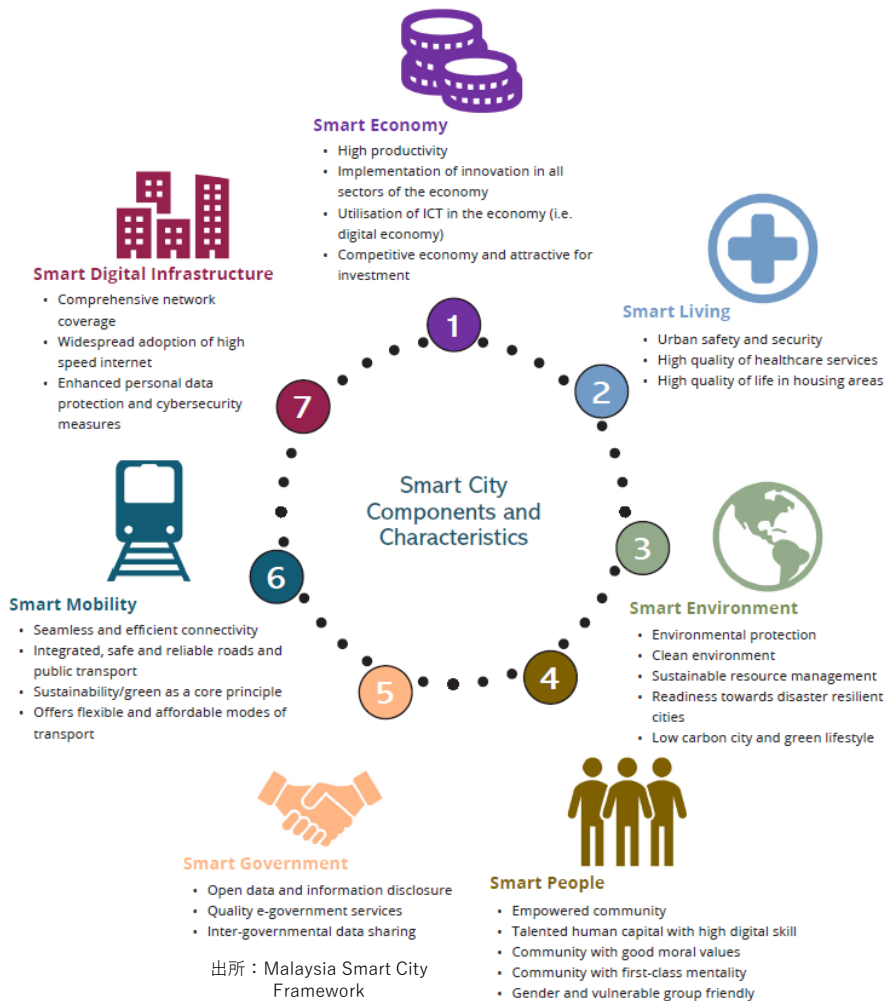 Smart Economy
• High productivity
• Implementation of innovation in all
sectors of the economy
• Utilisation of ICT in the economy (i.e.
digital economy)
• Competitive economy and attractive for
investment
Smart Digital Infrastructure
• Comprehensive network
coverage
• Widespread adoption of high
speed internet
• Enhanced personal data
protection and cybersecurity
measures
Smart Living
• Urban safety and security
• High quality of healthcare services
• High quality of life in housing areas
1
2
7
Smart City
Components and
Characteristics
3
6
5
4
Smart Mobility
• Seamless and efficient connectivity
• Integrated, safe and reliable roads and
public transport
• Sustainability/green as a core principle
• Offers flexible and affordable modes of
transport
Smart Environment
• Environmental protection
• Clean environment
• Sustainable resource management
• Readiness towards disaster resilient
cities
• Low carbon city and green lifestyle
Smart Government
• Open data and information disclosure
• Quality e-government services
• Inter-governmental data sharing
Smart People
• Empowered community
• Talented human capital with high digital skill
• Community with good moral values
• Community with first-class mentality
• Gender and vulnerable group friendly
出所：Malaysia Smart City
Framework